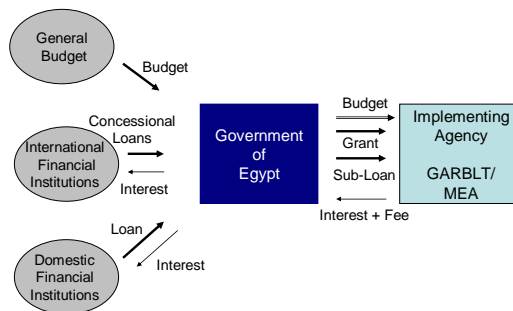 General
Budget
Budget
Concessional
Loans
International
Financial
Institutions
Interest
Loan
Interest
Domestic
Financial
Institutions
Government
of
Egypt
Budget
Grant
Sub-Loan
Interest + Fee
Implementing
Agency
GARBLT/
MEA